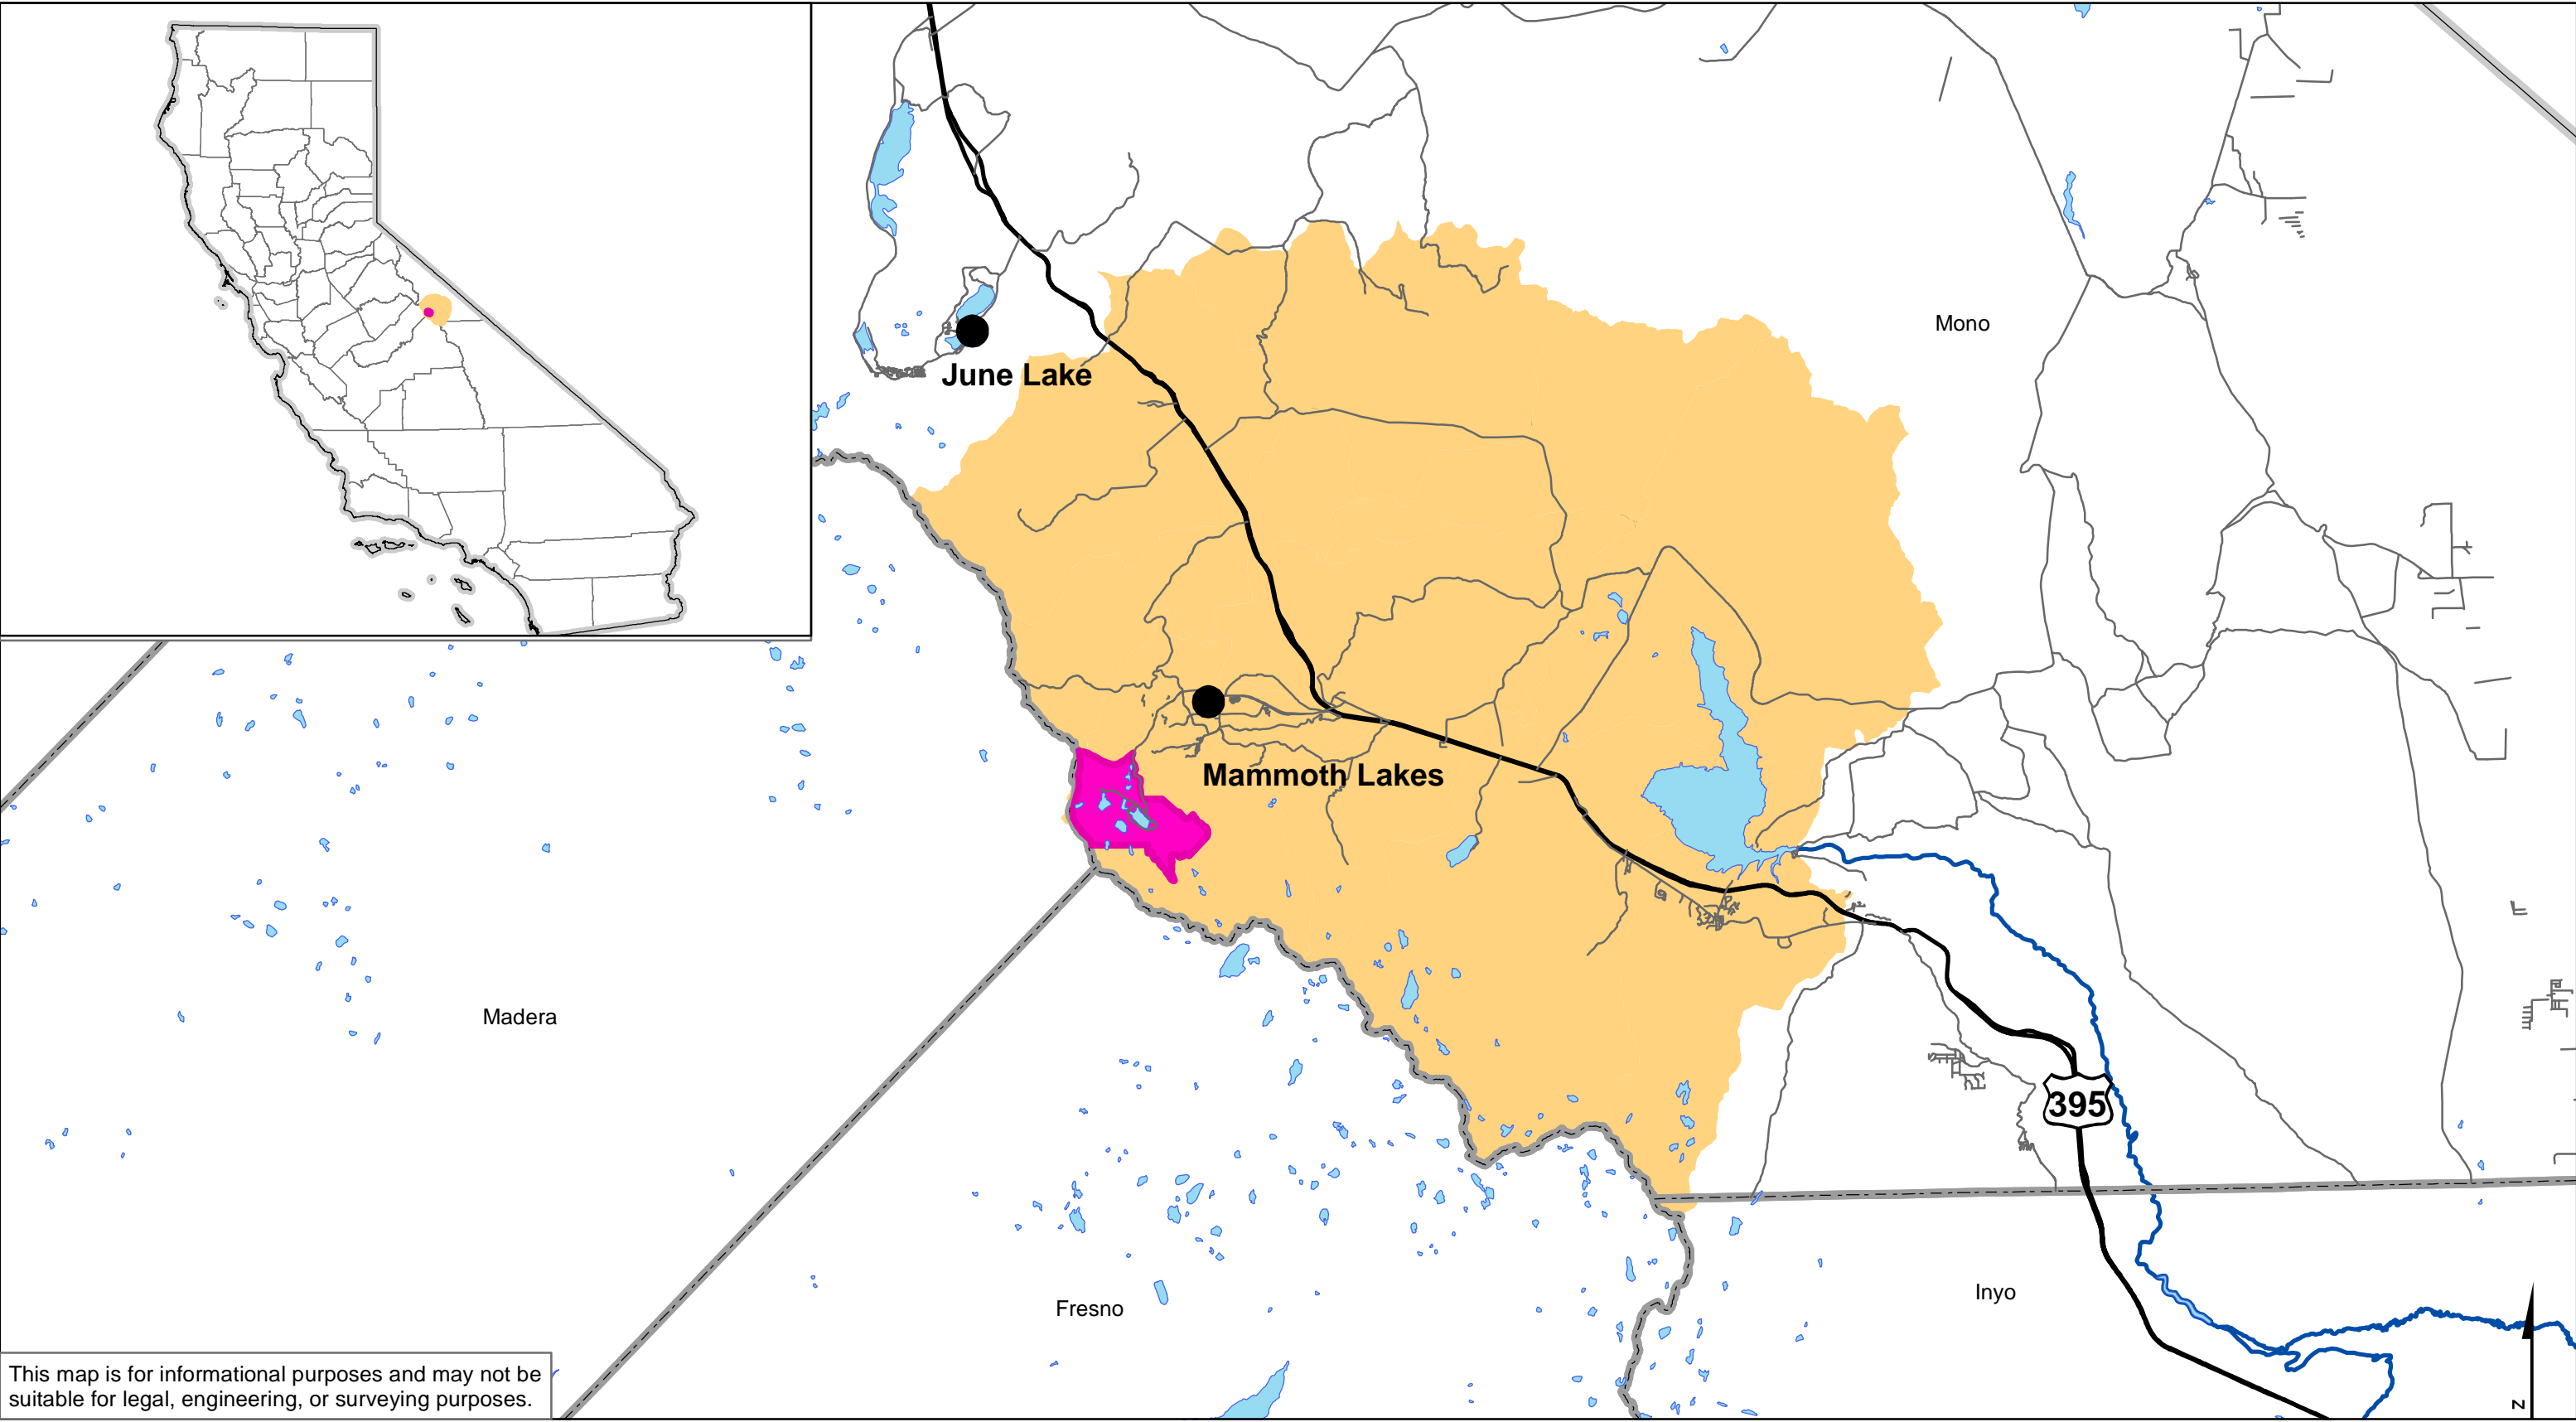 Mono
June Lake
Mammoth Lakes
Madera
395
Inyo
Fresno
This map is for informational purposes and may not be
suitable for legal, engineering, or surveying purposes.
N